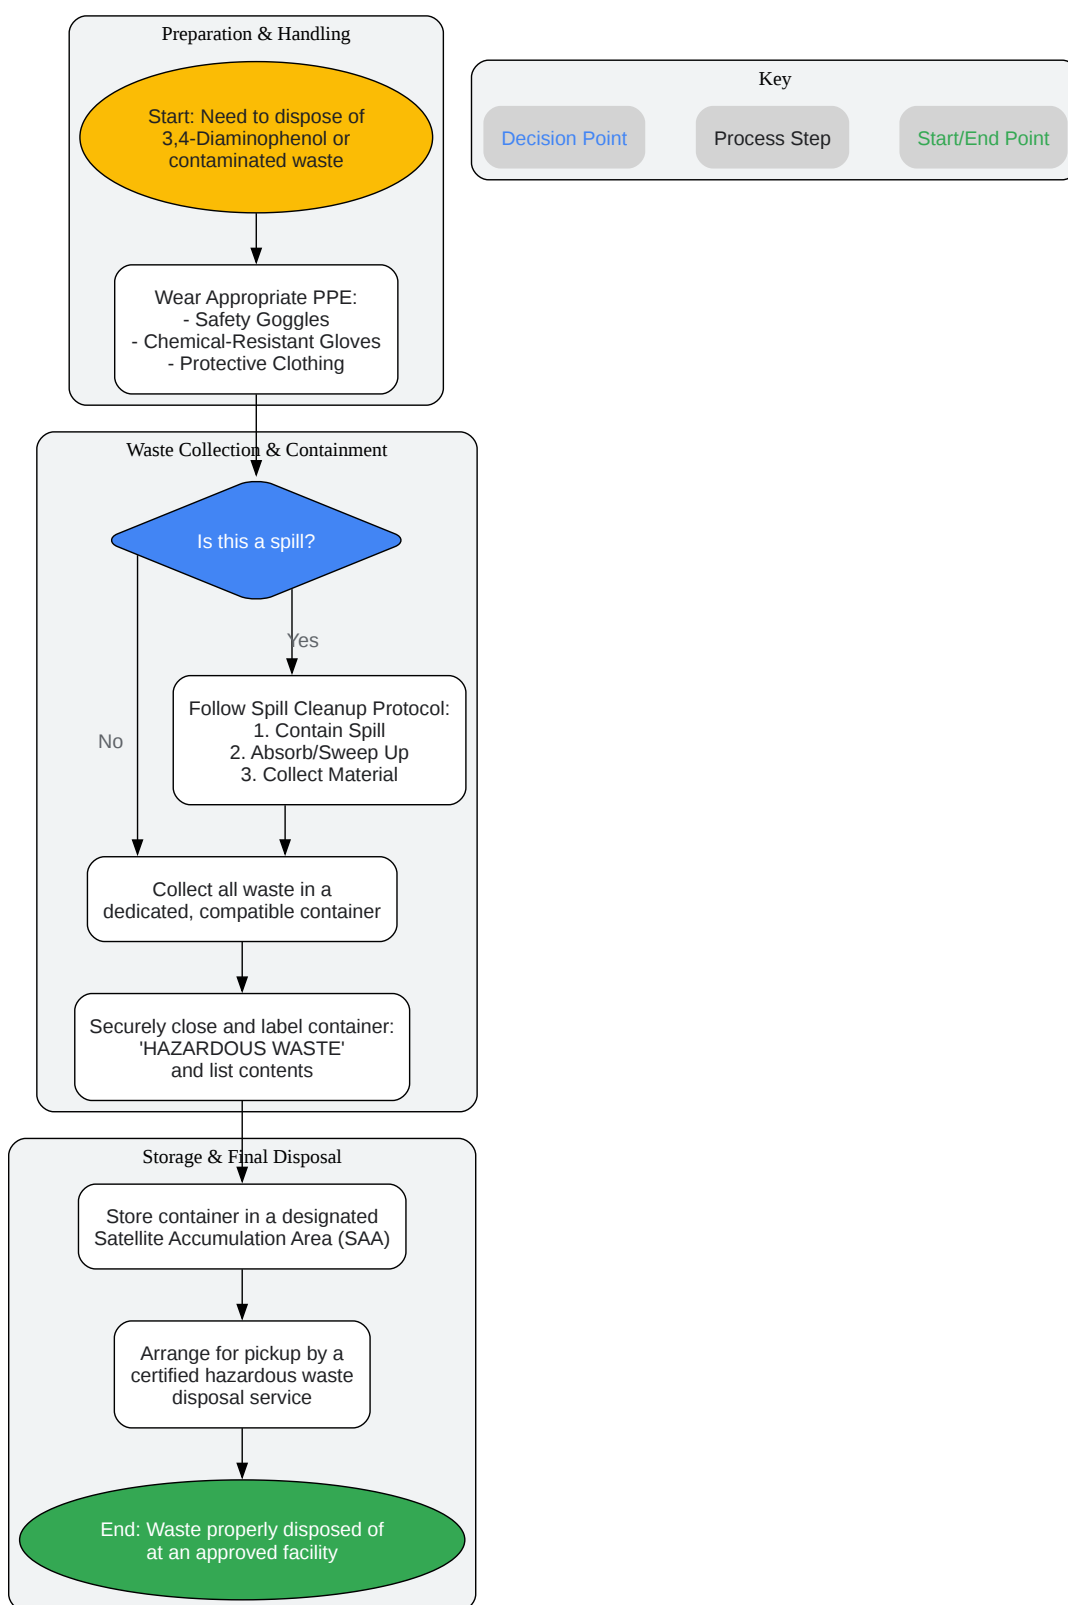 Preparation & Handling
Start: Need to dispose of
3,4-Diaminophenol or
contaminated waste
Wear Appropriate PPE:
- Safety Goggles
- Chemical-Resistant Gloves
- Protective Clothing
Key
Decision Point
Process Step
Start/End Point
Waste Collection & Containment
Is this a spill?
Yes
No
Follow Spill Cleanup Protocol:
1. Contain Spill
2. Absorb/Sweep Up
3. Collect Material
Collect all waste in a
dedicated, compatible container
Securely close and label container:
'HAZARDOUS WASTE'
and list contents
Storage & Final Disposal
Store container in a designated
Satellite Accumulation Area (SAA)
Arrange for pickup by a
certified hazardous waste
disposal service
End: Waste properly disposed of
at an approved facility